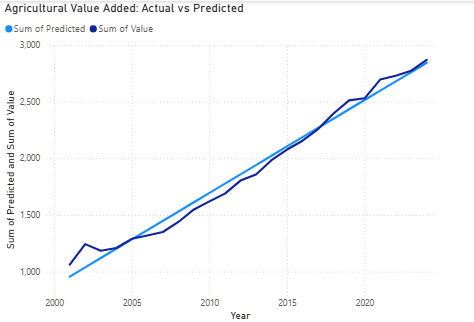 Agricultural Value Added: Actual vs Predicted
Sum of Predicted Sum of Value
3,000
2,500
2,000
1,500
1,000
Sum of Predicted and Sum of Value
2000 2005 2010 2015 2020
Year